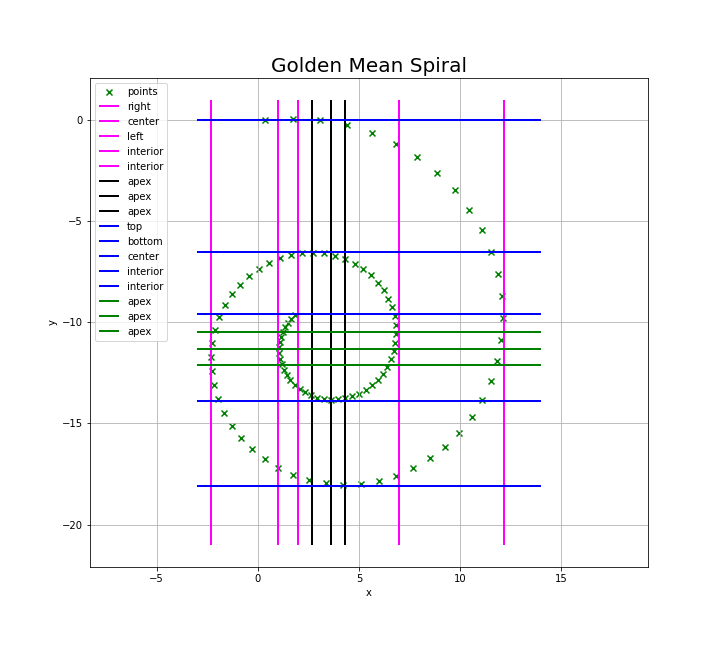 Golden Mean Spiral
points
right
center
left
interior
interior
apex
apex
apex
top
bottom
center
interior
interior
apex
apex
apex
0
−5
−10
−15
−20
y
−5
0
5
10
15
x